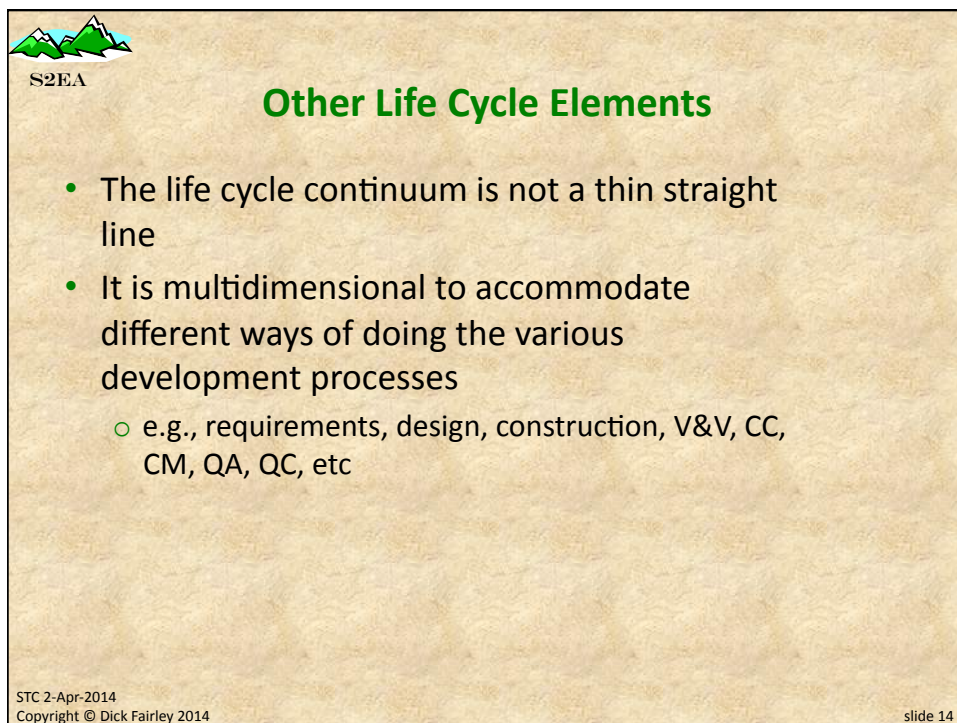 S2EA
Other Life Cycle Elements
• The life cycle continuum is not a thin straight
line
• It is multidimensional to accommodate
different ways of doing the various
development processes
o e.g., requirements, design, construction, V&V, CC,
CM, QA, QC, etc
STC 2-Apr-2014
Copyright © Dick Fairley 2014
slide 14